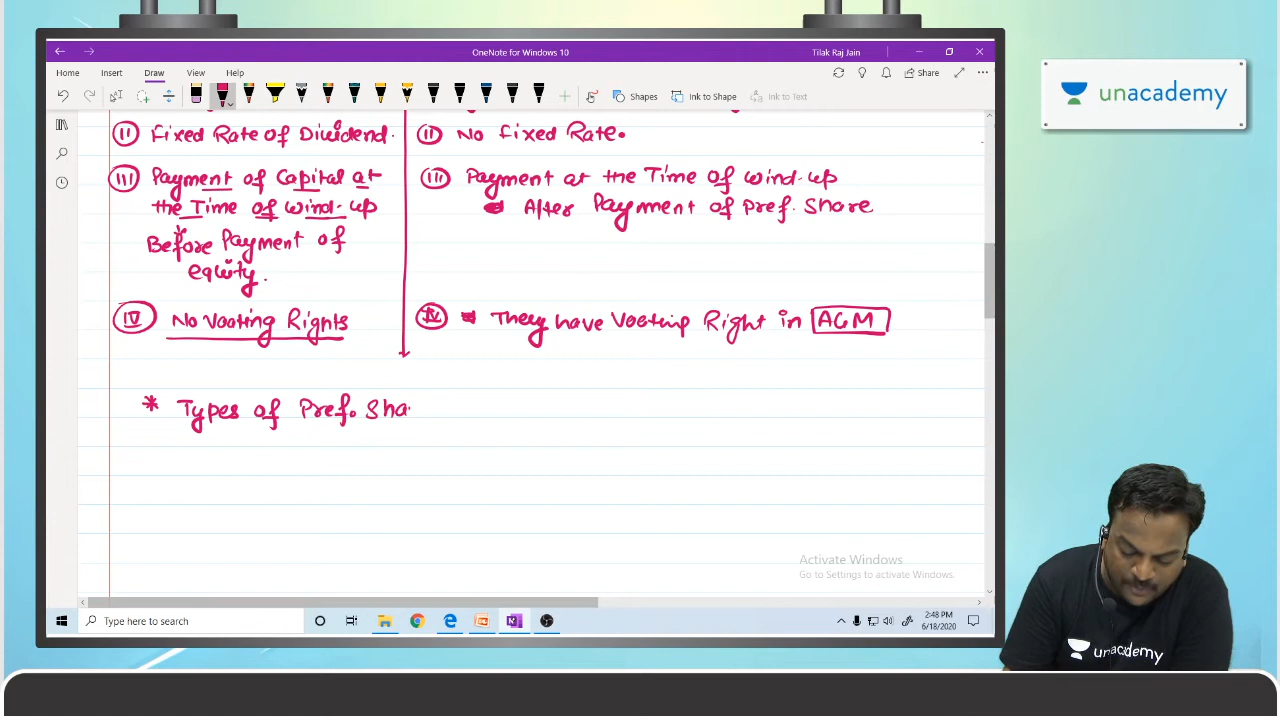 OneNote for Windows 10
Tilak Raj Jain
Home Insert Draw View Help
Share
Shapes
Ink to Shape
Ink to Text
unacademy
(II) Fixed Rate of Dividend.
(II) No Fixed Rate.
(III) Payment of Capital at
the Time of wind-up
Before Payment of
equity.
(III) Payment at the Time of wind-up
After Payment of Pref. Share
(IV) No Voating Rights
(IV) They have Voating Right in AGM
* Types of Pref. Sha
Activate Windows
Go to Settings to activate Windows.
Type here to search
2:48 PM
6/18/2020
unacademy